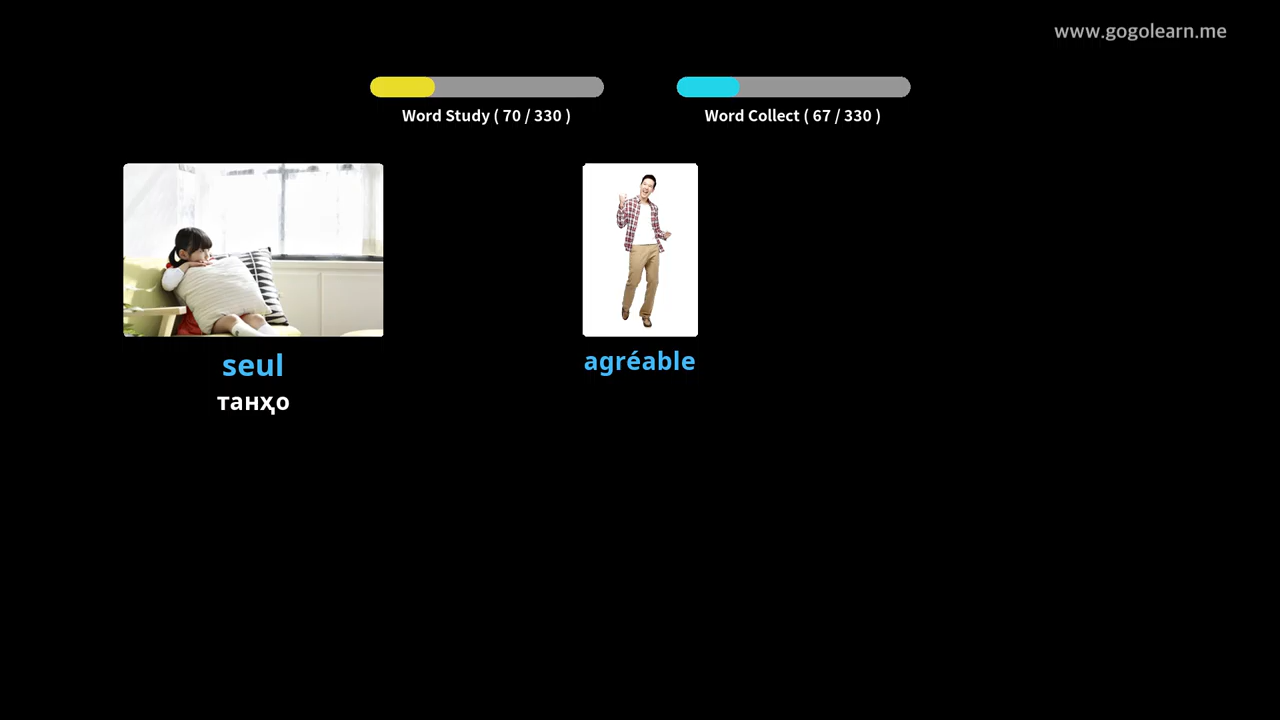 www.gogolearn.me
Word Study ( 70 / 330 )
Word Collect ( 67 / 330 )
seul
танҳо
agréable